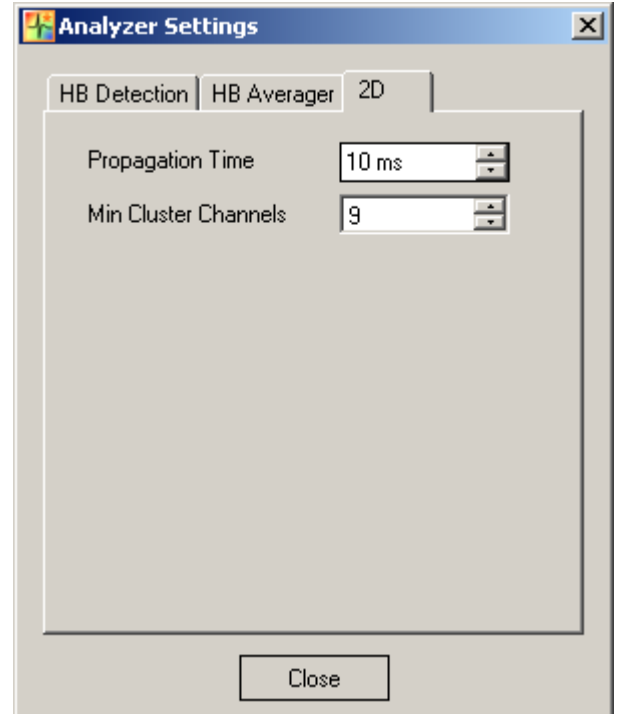 Analyzer Settings
HB Detection HB Averager 2D
Propagation Time 10 ms
Min Cluster Channels 9
Close